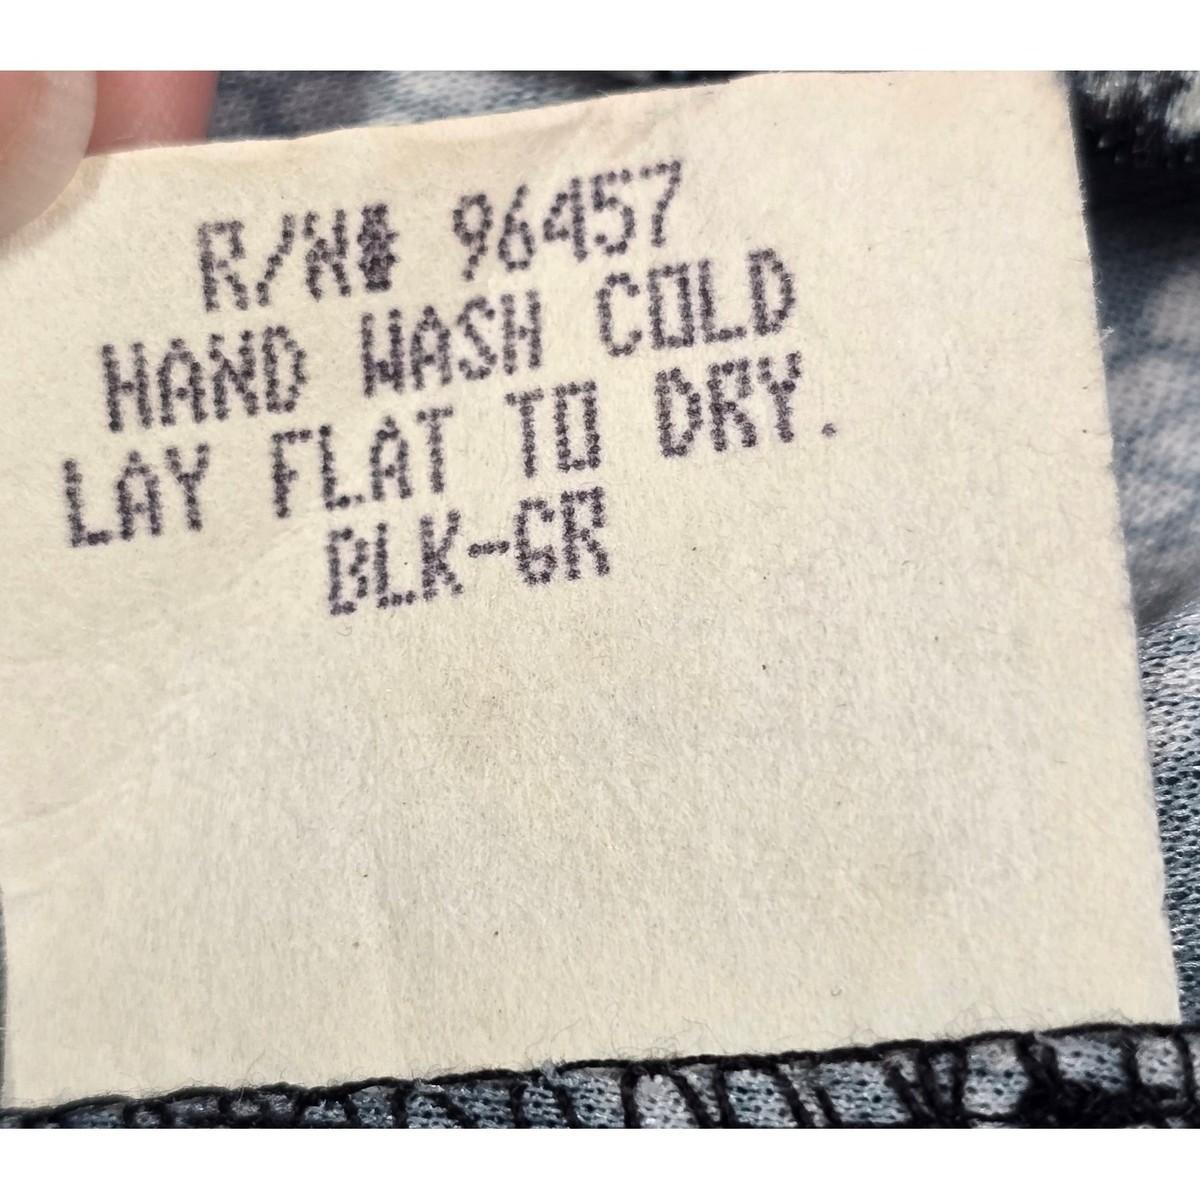 R/N# 96457
HAND WASH COLD
LAY FLAT TO DRY.
BLK-GR